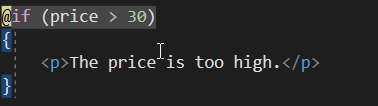 @if (price > 30)
{
    <p>The price is too high.</p>
}